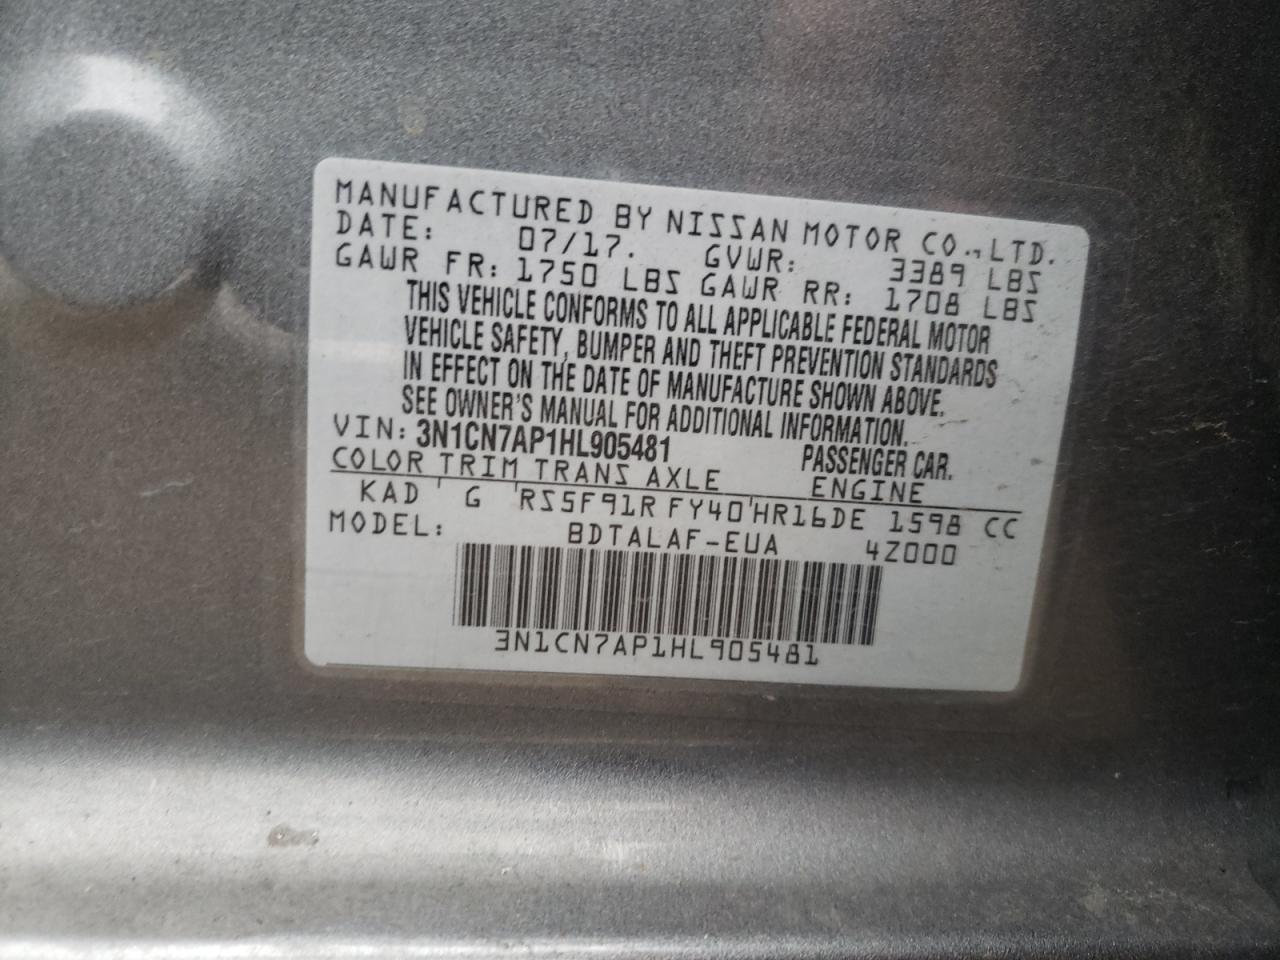 MANUFACTURED BY NISSAN MOTOR CO.,LTD.
DATE: 07/17. GVWR: 3389 LBS
GAWR FR: 1750 LBS GAWR RR: 1708 LBS
THIS VEHICLE CONFORMS TO ALL APPLICABLE FEDERAL MOTOR
VEHICLE SAFETY, BUMPER AND THEFT PREVENTION STANDARDS
IN EFFECT ON THE DATE OF MANUFACTURE SHOWN ABOVE.
SEE OWNER'S MANUAL FOR ADDITIONAL INFORMATION.
VIN: 3N1CN7AP1HL905481 PASSENGER CAR.
COLOR TRIM TRANS AXLE ENGINE
KAD ' G 'RS5F91R FY40'HR16DE 1598 CC
MODEL: BDTALAF-EUA 4Z000
3N1CN7AP1HL905481